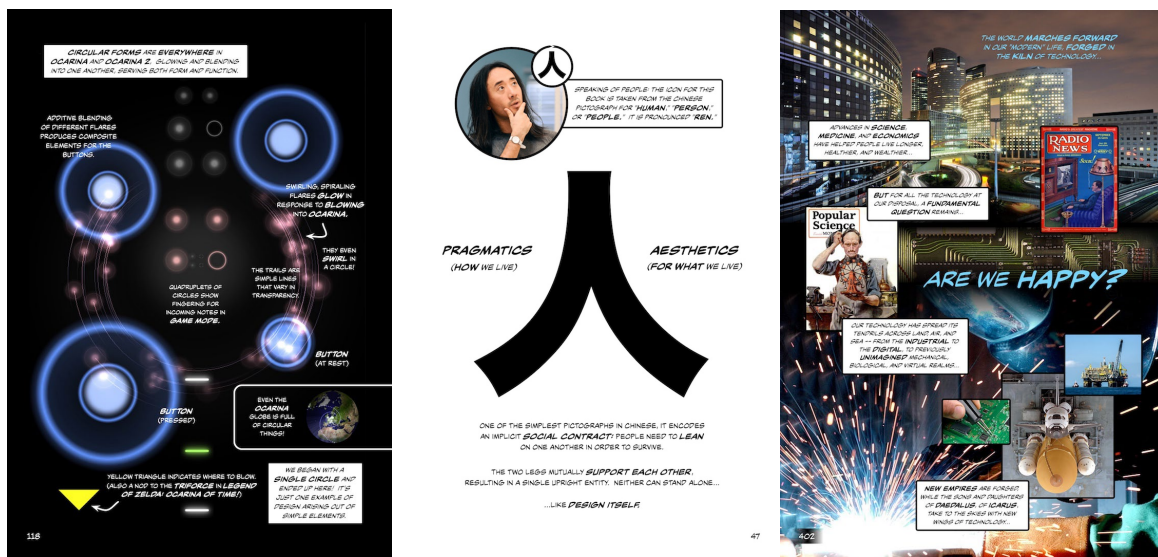 CIRCULAR FORMS ARE EVERYWHERE IN
OCARINA AND OCARINA 2. GLOWING AND BLENDING
INTO ONE ANOTHER, SERVING BOTH FORM AND FUNCTION.
ADDITIVE BLENDING
OF DIFFERENT FLARES
PRODUCES COMPOSITE
ELEMENTS FOR THE
BUTTONS.
SWIRLING, SPIRALING
FLARES GLOW IN
RESPONSE TO BLOWING
INTO OCARINA.
THEY EVEN
SWIRL IN
A CIRCLE!
THE TRAILS ARE
SIMPLE LINES
THAT VARY IN
TRANSPARENCY.
QUADRUPLETS OF
CIRCLES SHOW
FINGERING FOR
INCOMING NOTES IN
GAME MODE.
BUTTON
(AT REST)
BUTTON
(PRESSED)
EVEN THE
OCARINA
GLOBE IS FULL
OF CIRCULAR
THINGS!
YELLOW TRIANGLE INDICATES WHERE TO BLOW.
(ALSO A NOD TO THE TRIFORCE IN LEGEND
OF ZELDA: OCARINA OF TIME!)
WE BEGAN WITH A
SINGLE CIRCLE AND
ENDED UP HERE! IT'S
JUST ONE EXAMPLE OF
DESIGN ARISING OUT OF
SIMPLE ELEMENTS.
118
人
SPEAKING OF PEOPLE: THE ICON FOR THIS
BOOK IS TAKEN FROM THE CHINESE
PICTOGRAPH FOR "HUMAN," "PERSON,"
OR "PEOPLE." IT IS PRONOUNCED "REN."
人
PRAGMATICS
(HOW WE LIVE)
AESTHETICS
(FOR WHAT WE LIVE)
ONE OF THE SIMPLEST PICTOGRAPHS IN CHINESE, IT ENCODES
AN IMPLICIT SOCIAL CONTRACT: PEOPLE NEED TO LEAN
ON ONE ANOTHER IN ORDER TO SURVIVE.
THE TWO LEGS MUTUALLY SUPPORT EACH OTHER,
RESULTING IN A SINGLE UPRIGHT ENTITY. NEITHER CAN STAND ALONE...
...LIKE DESIGN ITSELF.
47
THE WORLD MARCHES FORWARD
IN OUR "MODERN" LIFE, FORGED IN
THE KILN OF TECHNOLOGY...
ADVANCES IN SCIENCE,
MEDICINE, AND ECONOMICS
HAVE HELPED PEOPLE LIVE LONGER,
HEALTHIER, AND WEALTHIER...
RADIO
NEWS
BUT FOR ALL THE TECHNOLOGY AT
OUR DISPOSAL, A FUNDAMENTAL
QUESTION REMAINS...
Popular
Science
ARE WE HAPPY?
OUR TECHNOLOGY HAS SPREAD ITS
TENDRILS ACROSS LAND, AIR, AND
SEA -- FROM THE INDUSTRIAL TO
THE DIGITAL, TO PREVIOUSLY
UNIMAGINED MECHANICAL,
BIOLOGICAL, AND VIRTUAL REALMS...
NEW EMPIRES ARE FORGED,
WHILE THE SONS AND DAUGHTERS
OF DAEDALUS, OF ICARUS,
TAKE TO THE SKIES WITH NEW
WINGS OF TECHNOLOGY...
402